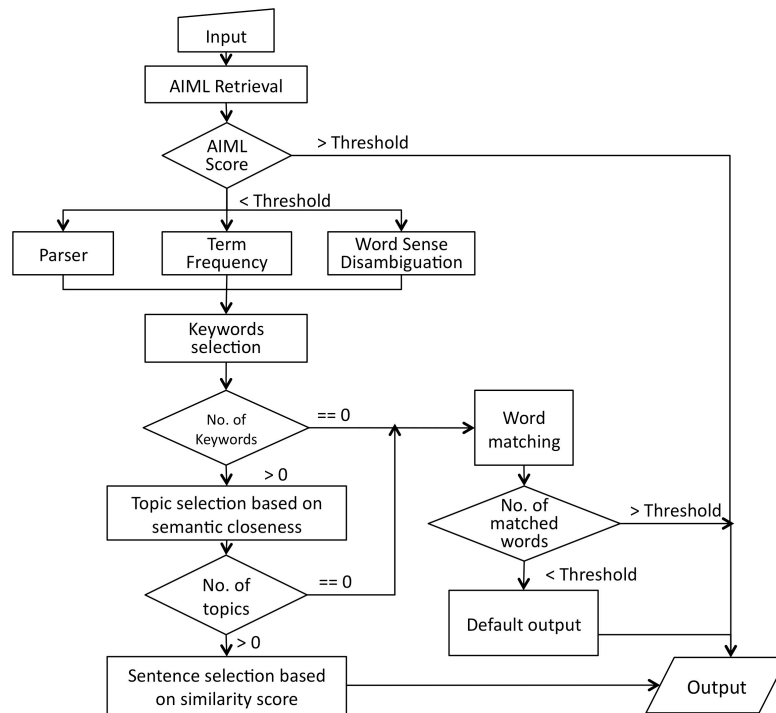 Input
AIML Retrieval
AIML
Score
> Threshold
< Threshold
Parser
Term
Frequency
Word Sense
Disambiguation
Keywords
selection
No. of
Keywords
== 0
Word
matching
> 0
Topic selection based on
semantic closeness
No. of
matched
words
> Threshold
< Threshold
No. of
topics
== 0
Default output
> 0
Sentence selection based
on similarity score
Output